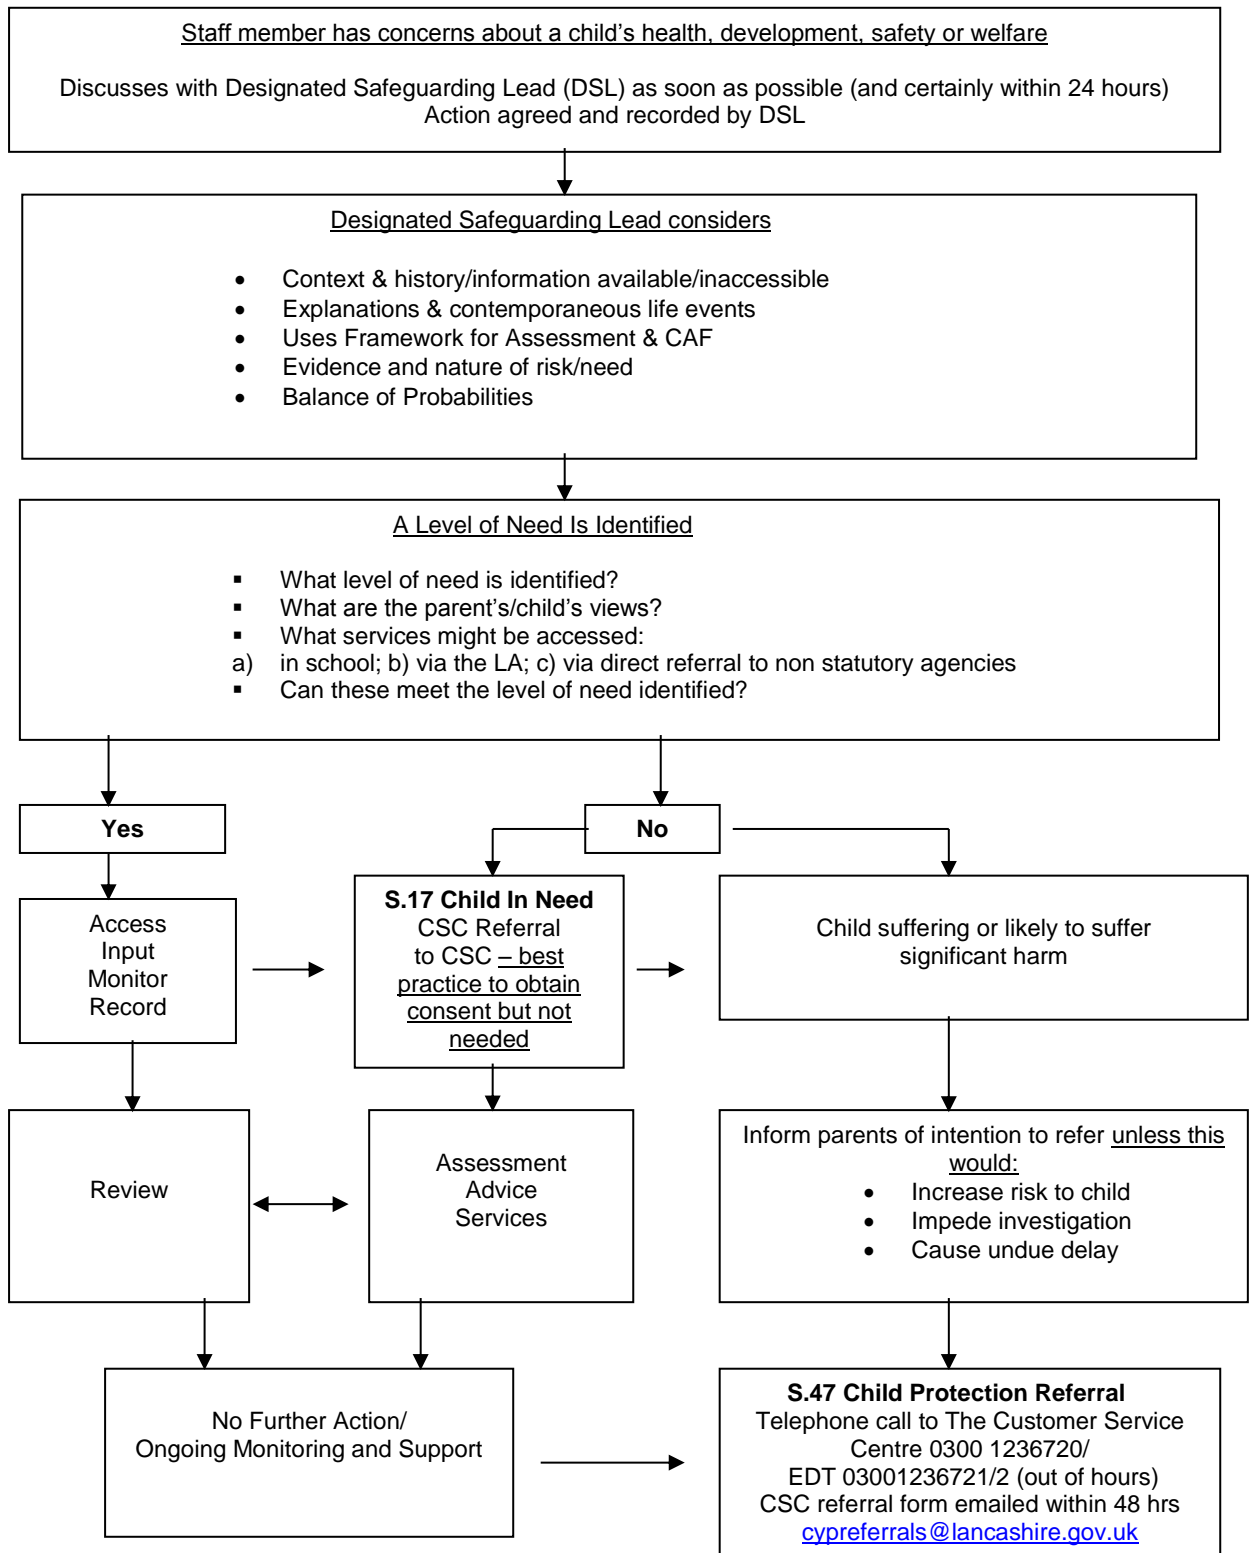 Staff member has concerns about a child's health, development, safety or welfare
Discusses with Designated Safeguarding Lead (DSL) as soon as possible (and certainly within 24 hours)
Action agreed and recorded by DSL
Designated Safeguarding Lead considers
• Context & history/information available/inaccessible
• Explanations & contemporaneous life events
• Uses Framework for Assessment & CAF
• Evidence and nature of risk/need
• Balance of Probabilities
A Level of Need Is Identified
▪ What level of need is identified?
▪ What are the parent's/child's views?
▪ What services might be accessed:
a) in school; b) via the LA; c) via direct referral to non statutory agencies
▪ Can these meet the level of need identified?
Yes
No
Access
Input
Monitor
Record
S.17 Child In Need
CSC Referral
to CSC – best
practice to obtain
consent but not
needed
Child suffering or likely to suffer
significant harm
Review
Assessment
Advice
Services
Inform parents of intention to refer unless this
would:
• Increase risk to child
• Impede investigation
• Cause undue delay
No Further Action/
Ongoing Monitoring and Support
S.47 Child Protection Referral
Telephone call to The Customer Service
Centre 0300 1236720/
EDT 03001236721/2 (out of hours)
CSC referral form emailed within 48 hrs
cypreferrals@lancashire.gov.uk